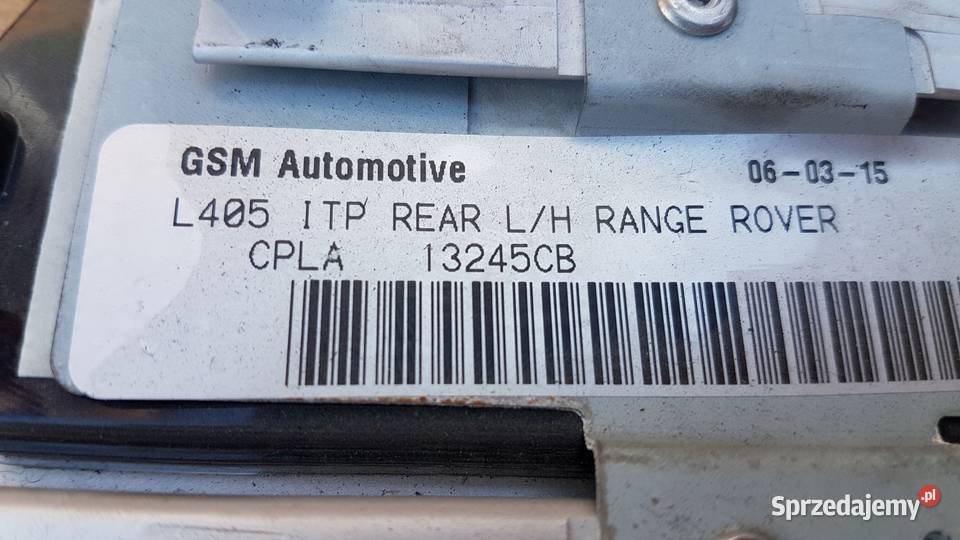 GSM Automotive 06-03-15
L405 ITP REAR L/H RANGE ROVER
CPLA 13245CB
Sprzedajemy.pl